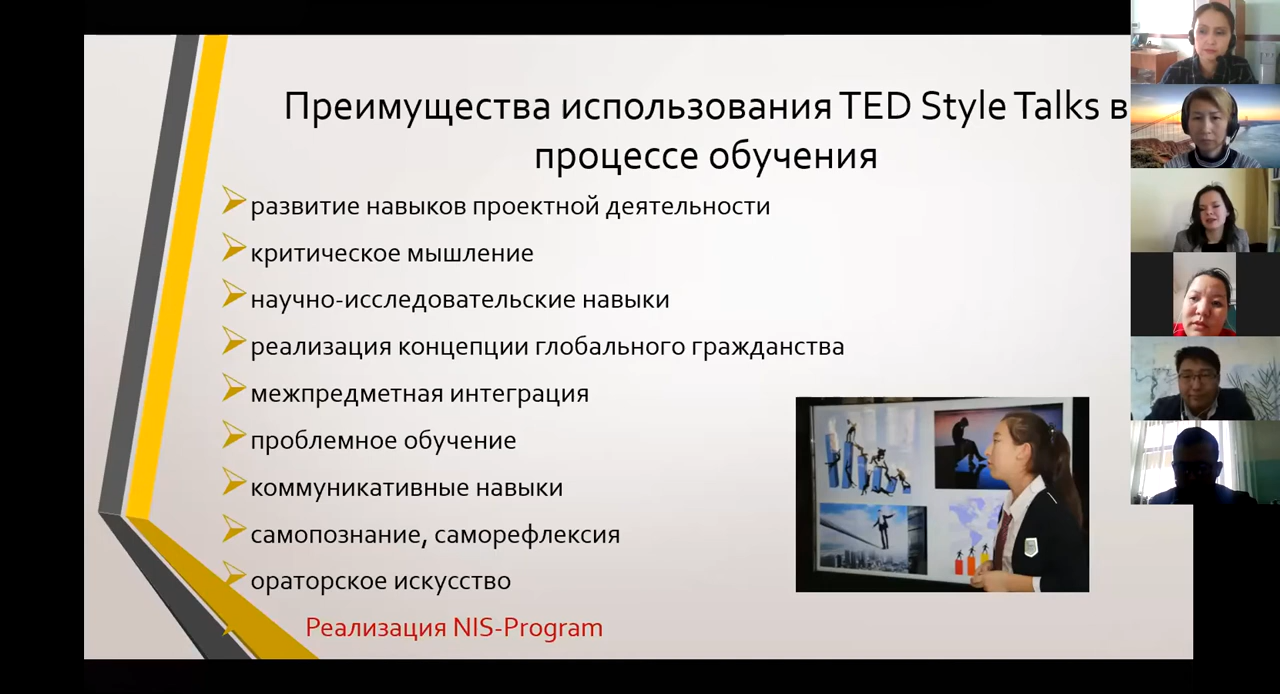 Преимущества использования TED Style Talks в
процессе обучения
развитие навыков проектной деятельности
критическое мышление
научно-исследовательские навыки
реализация концепции глобального гражданства
межпредметная интеграция
проблемное обучение
коммуникативные навыки
самопознание, саморефлексия
ораторское искусство
Реализация NIS-Program